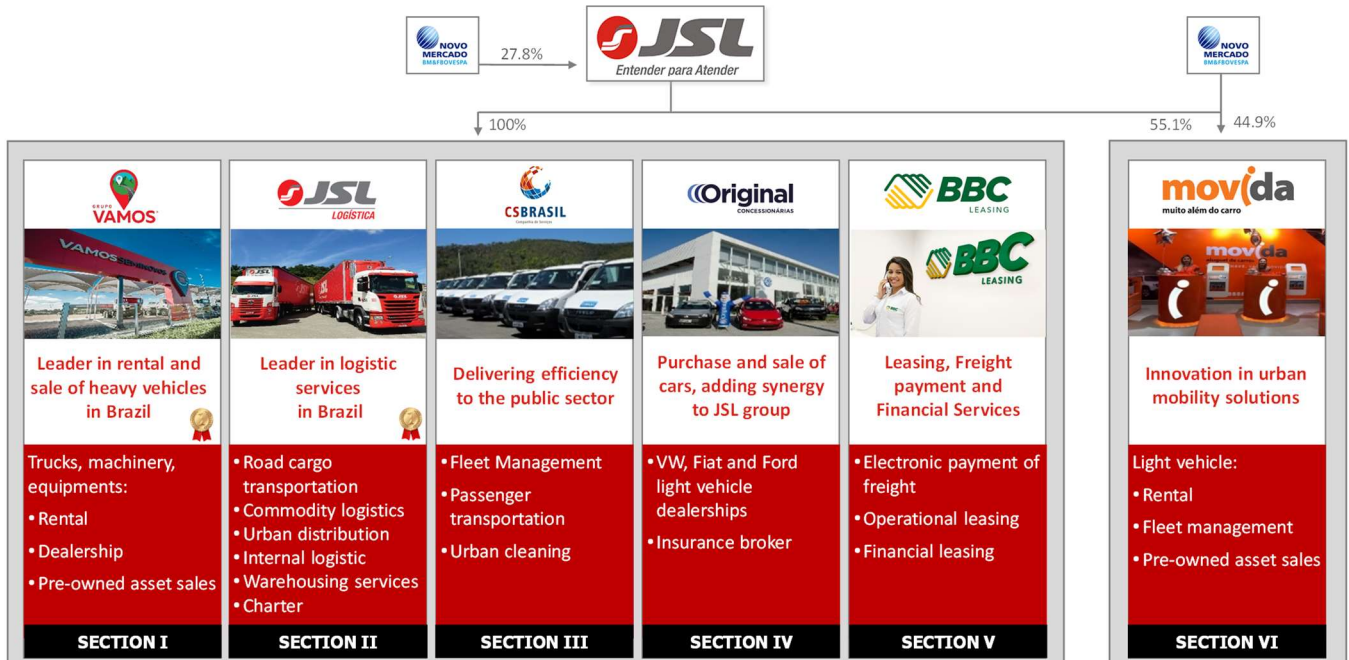 NOVO
MERCADO
BM&FBOVESPA
27.8%
JSL
Entender para Atender
NOVO
MERCADO
BM&FBOVESPA
100%
55.1%
44.9%
GRUPO
VAMOS
VAMOS SEMINOVOS
Leader in rental and
sale of heavy vehicles
in Brazil
Trucks, machinery,
equipments:
• Rental
• Dealership
• Pre-owned asset sales
SECTION I
JSL
LOGÍSTICA
JSL
JSL
Leader in logistic
services
in Brazil
• Road cargo
transportation
• Commodity logistics
• Urban distribution
• Internal logistic
• Warehousing services
• Charter
SECTION II
CSBRASIL
Delivering efficiency
to the public sector
• Fleet Management
• Passenger
transportation
• Urban cleaning
SECTION III
Original
CONCESSIONÁRIAS
Purchase and sale of
cars, adding synergy
to JSL group
• VW, Fiat and Ford
light vehicle
dealerships
• Insurance broker
SECTION IV
BBC
LEASING
BBC
LEASING
Leasing, Freight
payment and
Financial Services
• Electronic payment of
freight
• Operational leasing
• Financial leasing
SECTION V
movida
muito além do carro
movida
aluguel de carros
Innovation in urban
mobility solutions
Light vehicle:
• Rental
• Fleet management
• Pre-owned asset sales
SECTION VI